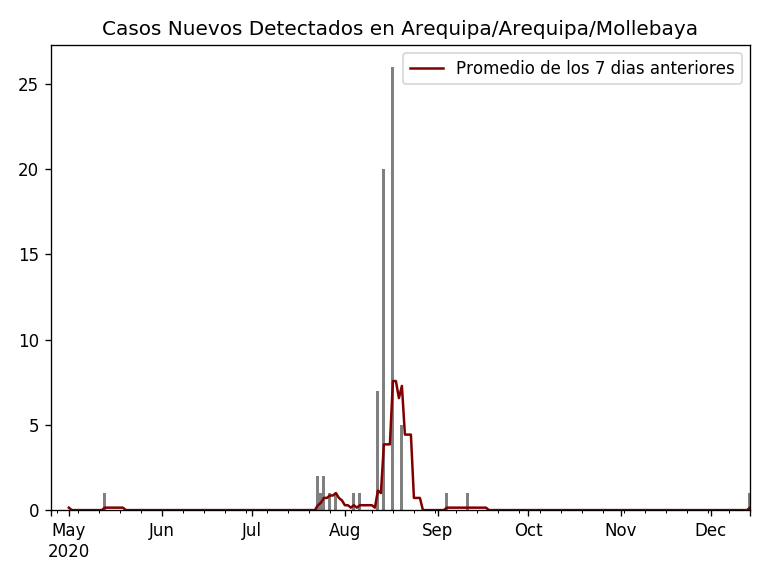 Casos Nuevos Detectados en Arequipa/Arequipa/Mollebaya
Promedio de los 7 dias anteriores
25
20
15
10
5
0
May Jun Jul Aug Sep Oct Nov Dec
2020